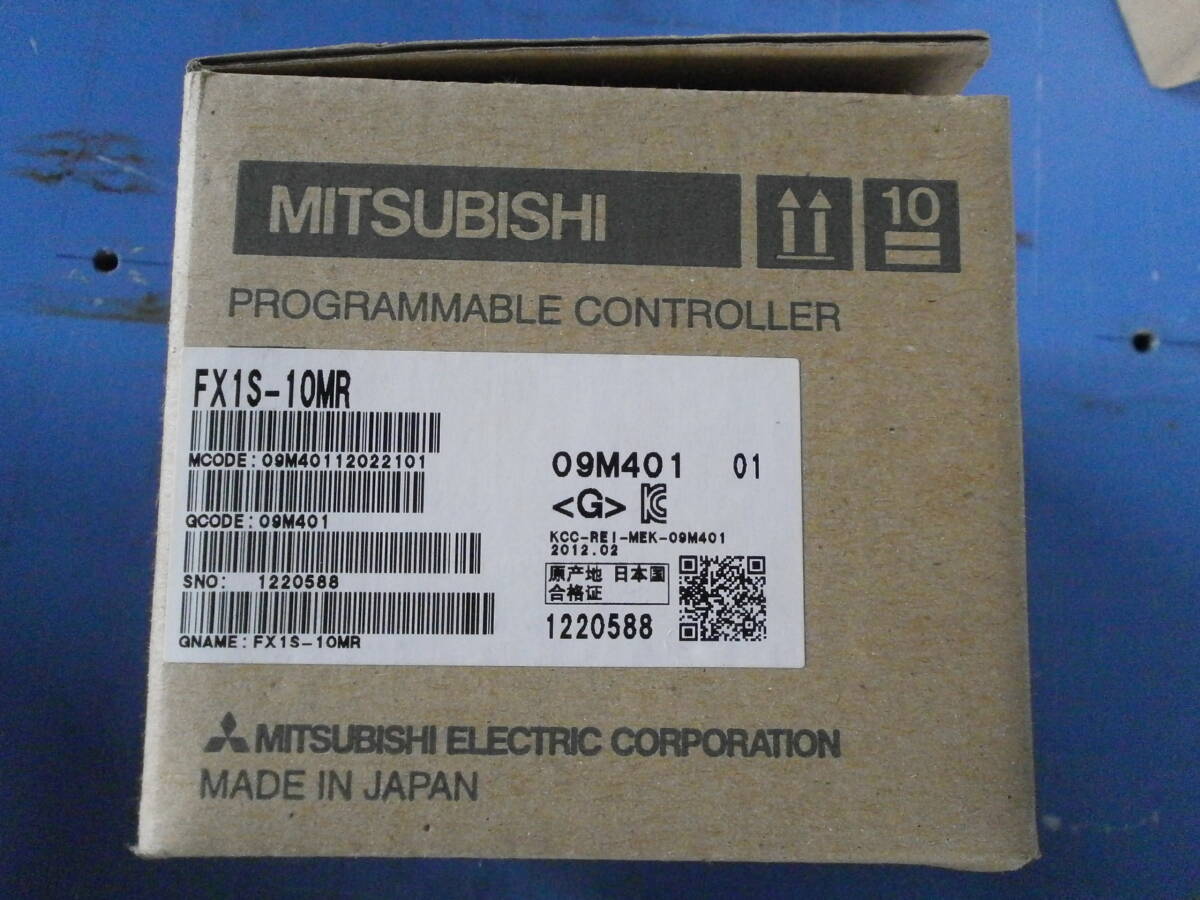 MITSUBISHI
10
PROGRAMMABLE CONTROLLER
FX1S-10MR
MCODE: 09M40112022101
QCODE: 09M401
SNO: 1220588
GNAME: FX1S-10MR
09M401 01
<G>
KCC-REI-MEK-09M401
2012.02
原产地 日本国
合格证
1220588
MITSUBISHI ELECTRIC CORPORATION
MADE IN JAPAN